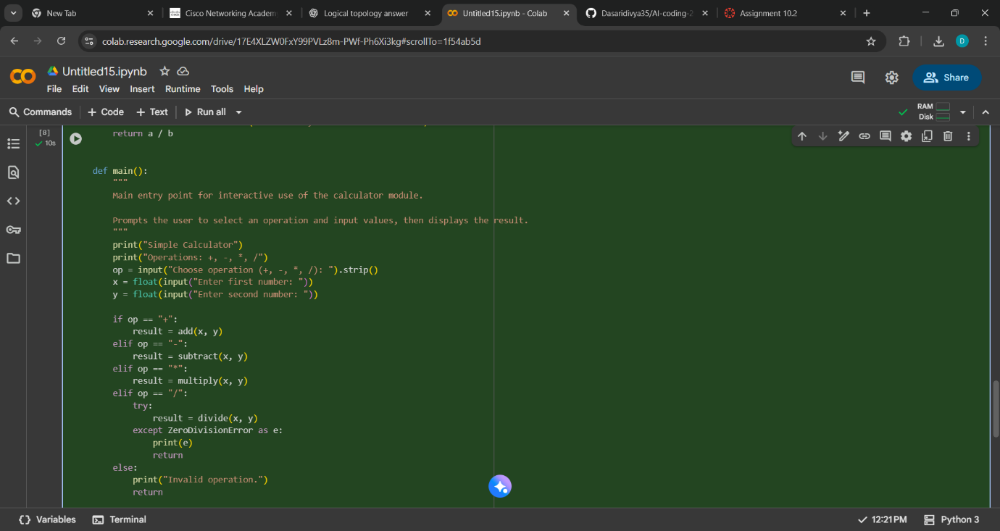 New Tab
Cisco Networking Academ
Logical topology answer
Untitled15.ipynb - Colab
Dasaridivya35/AI-coding-2
Assignment 10.2
colab.research.google.com/drive/17E4XLZW0FxY99PVLz8m-PWf-Ph6Xi3kg#scrollTo=1f54ab5d
D
Untitled15.ipynb
File Edit View Insert Runtime Tools Help
Share
Commands + Code + Text Run all
RAM
Disk
[8]
10s
return a / b
def main():
"""
Main entry point for interactive use of the calculator module.
Prompts the user to select an operation and input values, then displays the result.
"""
print("Simple Calculator")
print("Operations: +, -, *, /")
op = input("Choose operation (+, -, *, /): ").strip()
x = float(input("Enter first number: "))
y = float(input("Enter second number: "))
if op == "+":
result = add(x, y)
elif op == "-":
result = subtract(x, y)
elif op == "*":
result = multiply(x, y)
elif op == "/":
try:
result = divide(x, y)
except ZeroDivisionError as e:
print(e)
return
else:
print("Invalid operation.")
return
Variables Terminal
12:21 PM Python 3